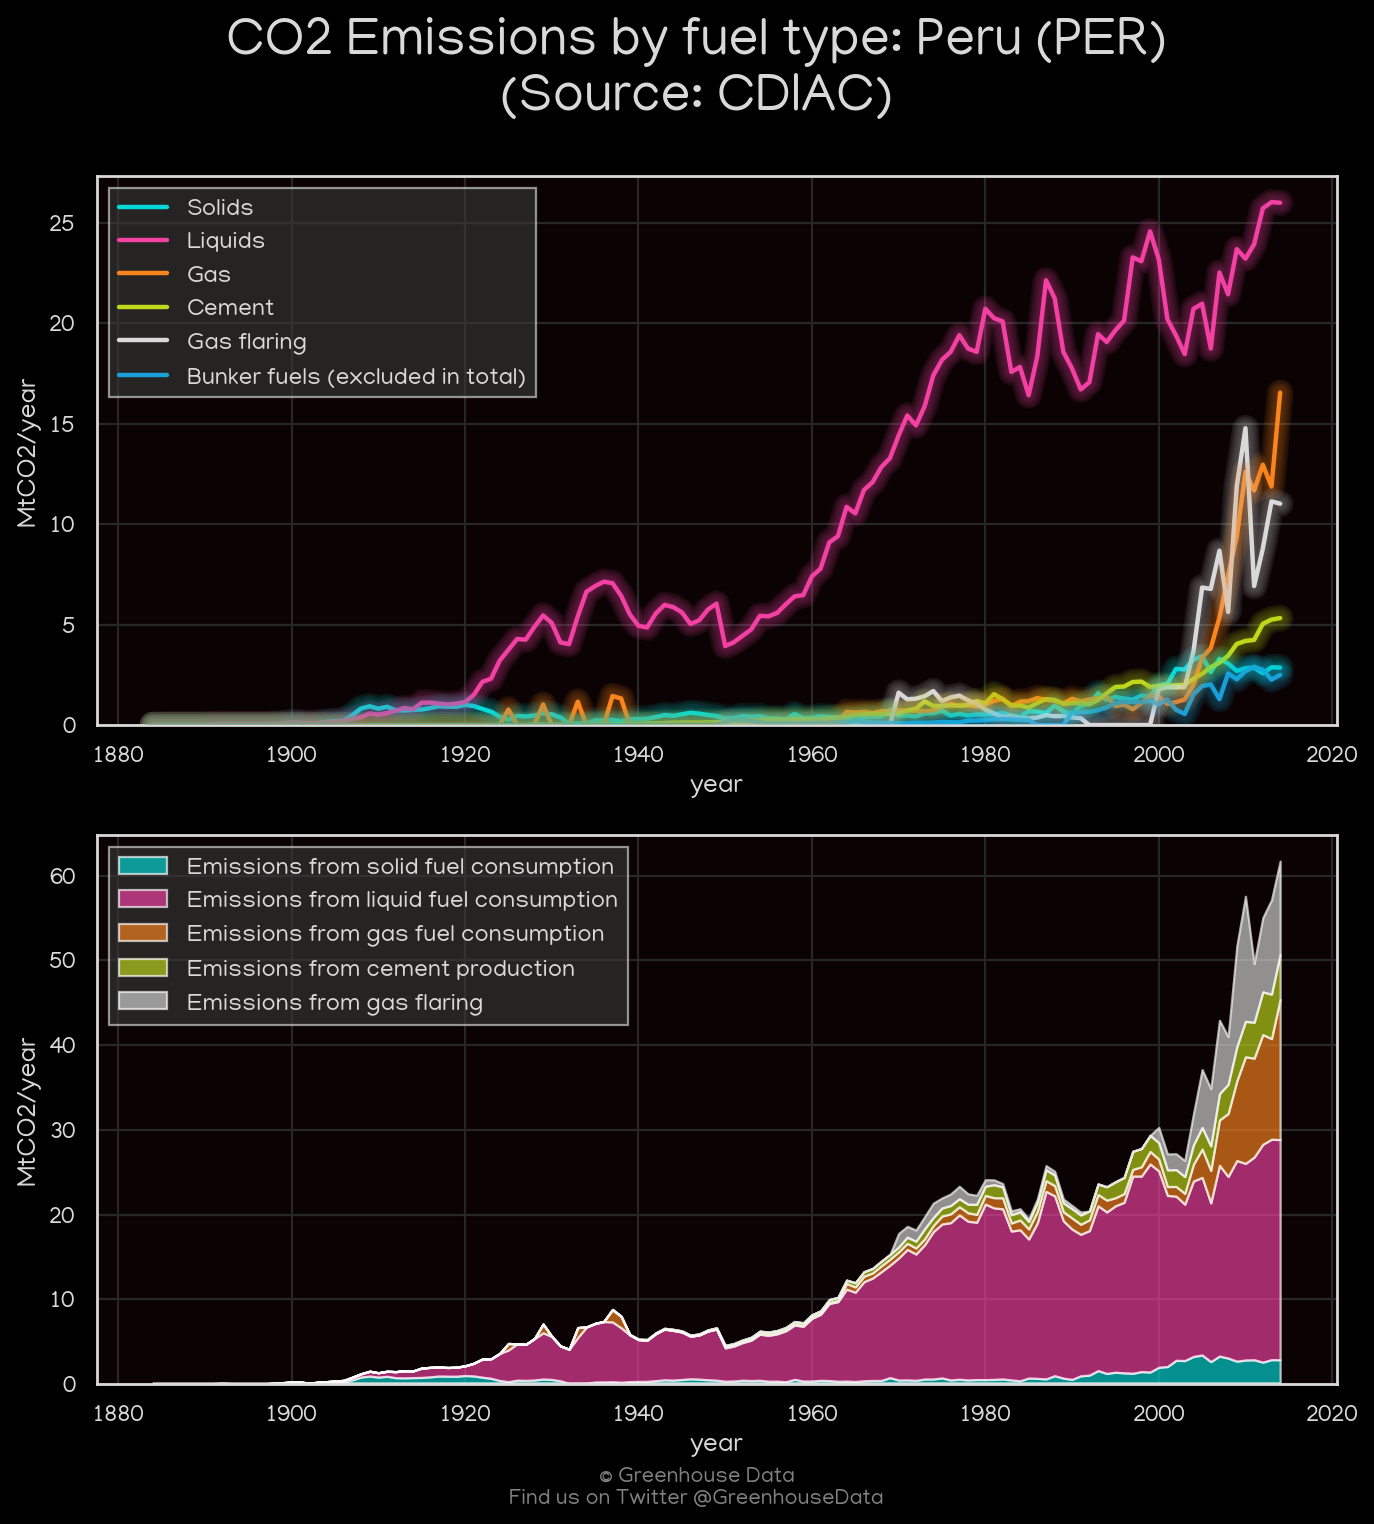 CO2 Emissions by fuel type: Peru (PER)
(Source: CDIAC)
Solids
Liquids
Gas
Cement
Gas flaring
Bunker fuels (excluded in total)
MtCO2/year
25
20
15
10
5
0
1880 1900 1920 1940 1960 1980 2000 2020
year
Emissions from solid fuel consumption
Emissions from liquid fuel consumption
Emissions from gas fuel consumption
Emissions from cement production
Emissions from gas flaring
MtCO2/year
60
50
40
30
20
10
0
1880 1900 1920 1940 1960 1980 2000 2020
year
© Greenhouse Data
Find us on Twitter @GreenhouseData